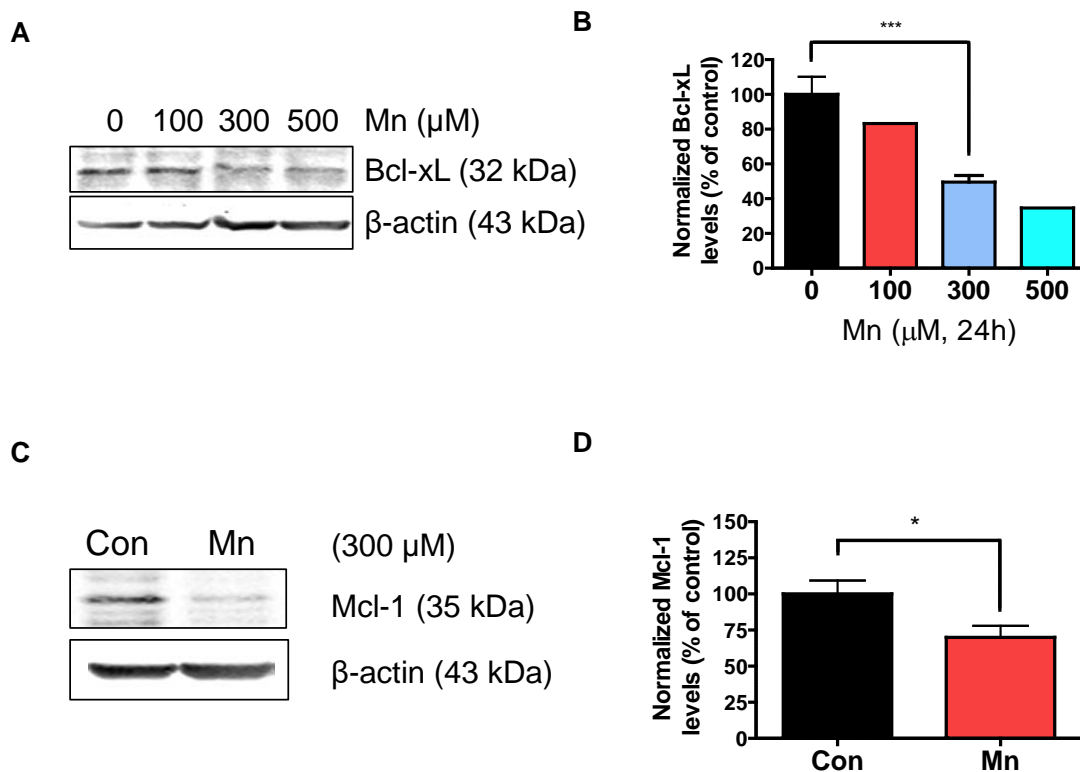 A
0 100 300 500 Mn (µM)
Bcl-xL (32 kDa)
β-actin (43 kDa)
B
***
Normalized Bcl-xL
levels (% of control)
120
100
80
60
40
20
0
0 100 300 500
Mn (µM, 24h)
C
Con Mn (300 µM)
Mcl-1 (35 kDa)
β-actin (43 kDa)
D
*
Normalized Mcl-1
levels (% of control)
150
125
100
75
50
25
0
Con Mn